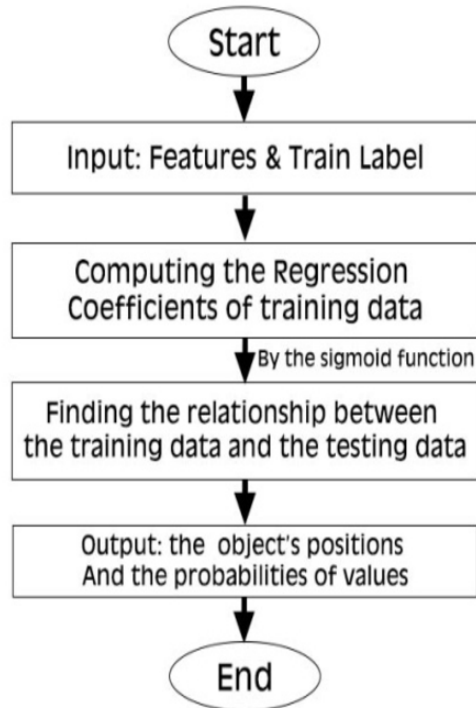 Start
Input: Features & Train Label
Computing the Regression
Coefficients of training data
By the sigmoid function
Finding the relationship between
the training data and the testing data
Output: the object's positions
And the probabilities of values
End